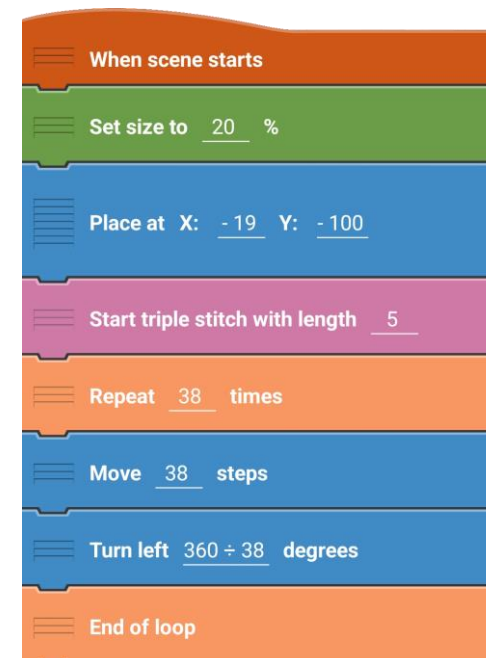 When scene starts
Set size to 20 %
Place at X: - 19 Y: - 100
Start triple stitch with length 5
Repeat 38 times
Move 38 steps
Turn left 360 ÷ 38 degrees
End of loop